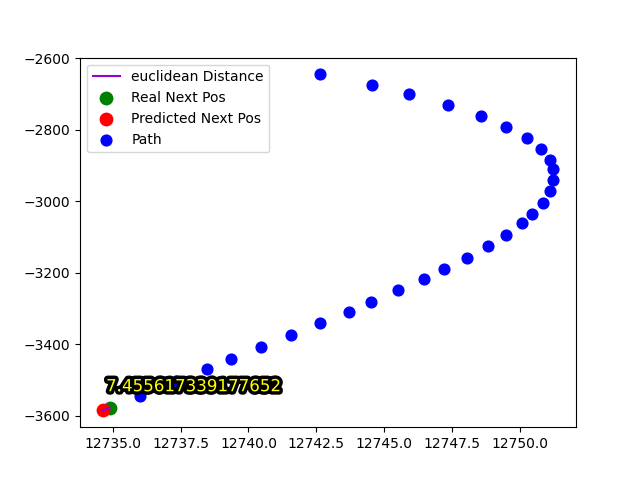 −2600
−2800
−3000
−3200
−3400
−3600
euclidean Distance
Real Next Pos
Predicted Next Pos
Path
7.455617339177652
12735.0 12737.5 12740.0 12742.5 12745.0 12747.5 12750.0